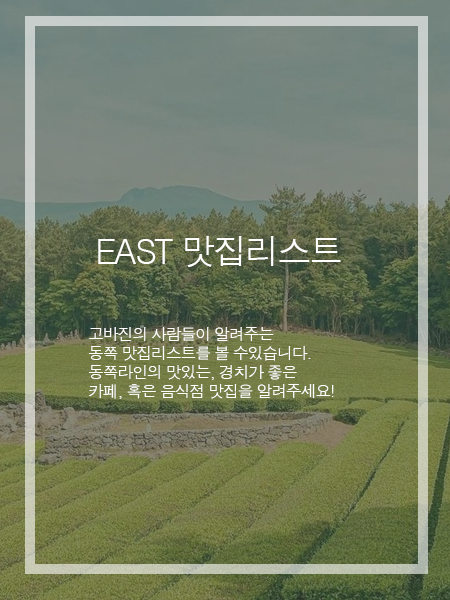 EAST 맛집리스트
고바진의 사람들이 알려주는
동쪽 맛집리스트를 볼 수있습니다.
동쪽라인의 맛있는, 경치가 좋은
카페, 혹은 음식점 맛집을 알려주세요!